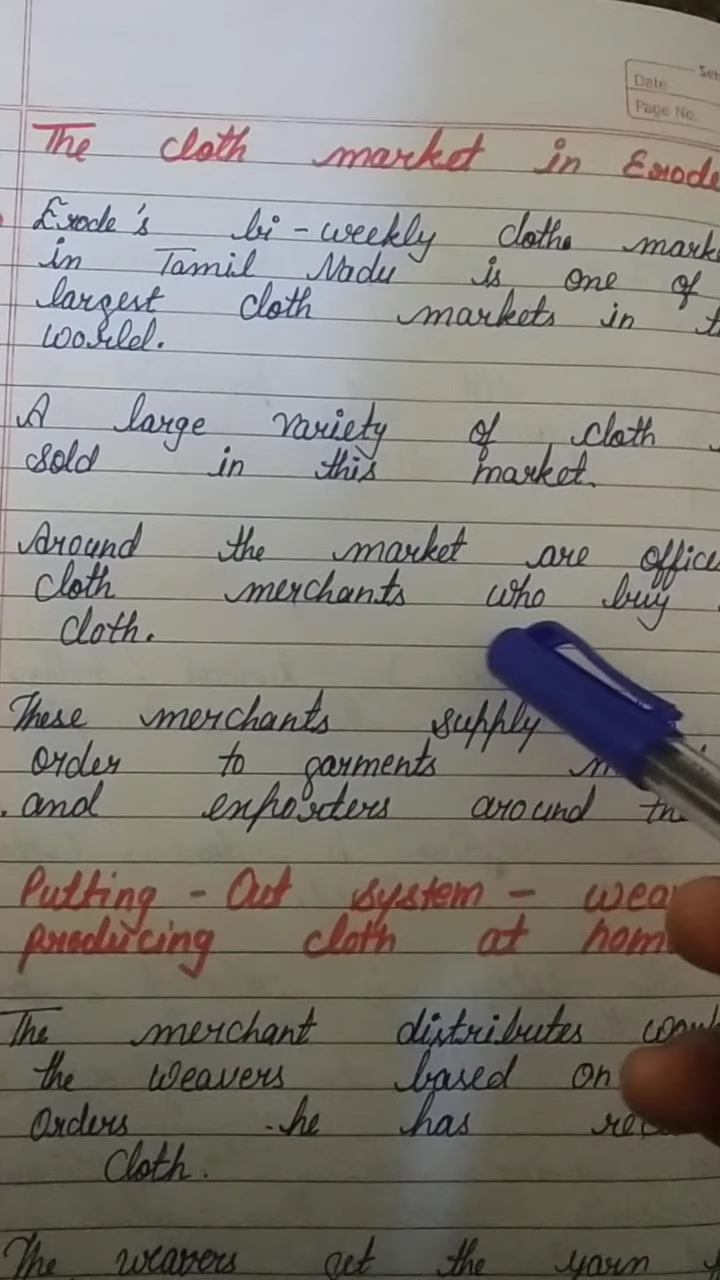 Date
Page No.
The cloth market in Erode
Erode's bi-weekly cloth mark
in Tamil Nadu is one of
largest cloth markets in t
world.
A large variety of cloth
sold in this market.
Around the market are office
cloth merchants who buy
cloth.
These merchants supply
order to garments
and exporters around the
Putting-Out system - wea
producing cloth at hom
The merchant distributes
the weavers based on
orders he has
Cloth.
The weavers get the yarn